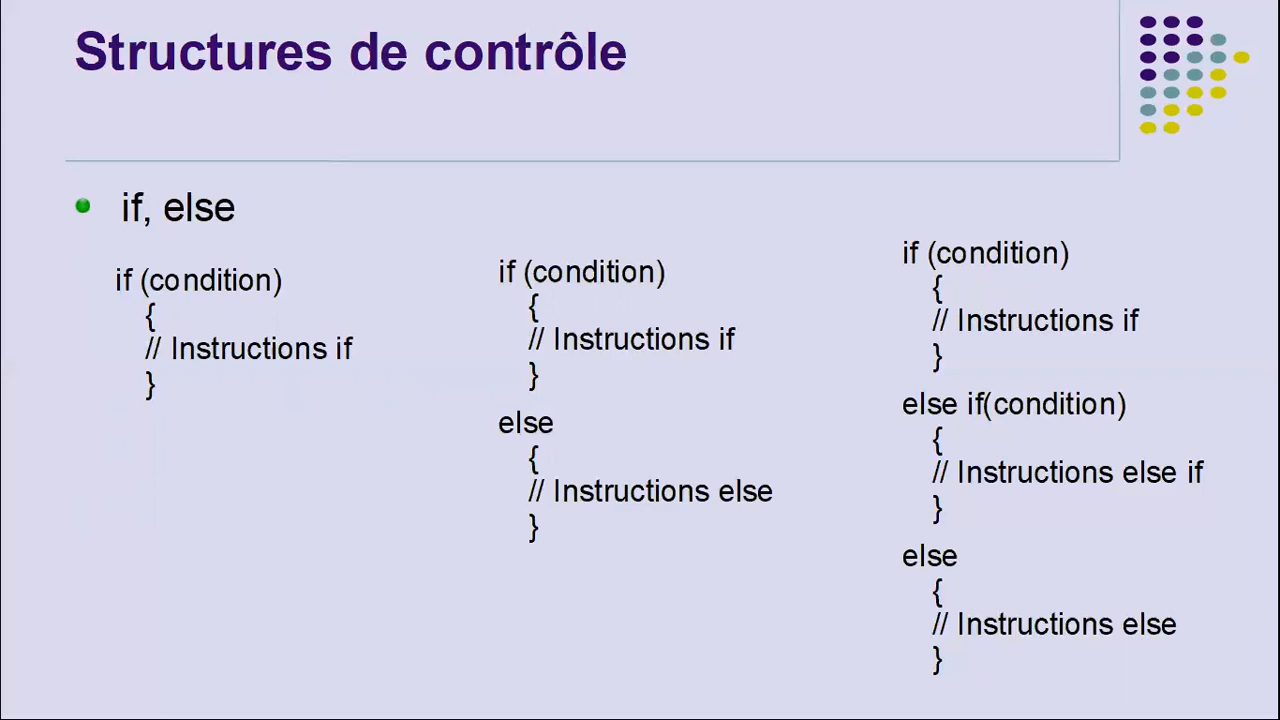 Structures de contrôle
if, else
if (condition)
{
// Instructions if
}
if (condition)
{
// Instructions if
}
else
{
// Instructions else
}
if (condition)
{
// Instructions if
}
else if(condition)
{
// Instructions else if
}
else
{
// Instructions else
}